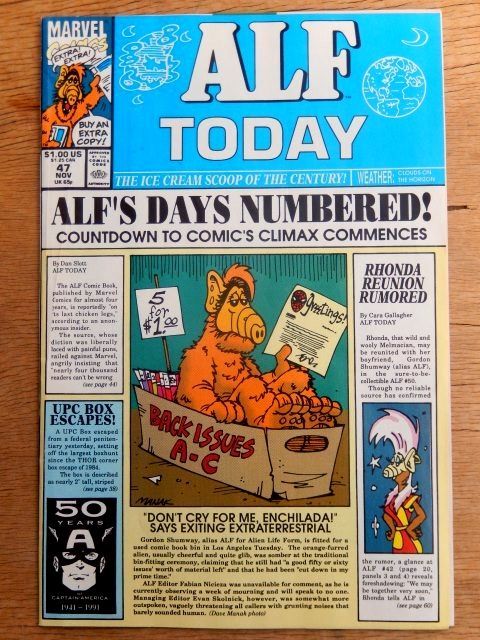 MARVEL
EXTRA!
EXTRA!
BUY AN
EXTRA
COPY!
$1.00 US
$1.25 CAN
47
NOV
UK 65p
APPROVED
BY THE
COMICS
CODE
AUTHORITY
ALF
TODAY
THE ICE CREAM SCOOP OF THE CENTURY!
WEATHER: CLOUDS ON
THE HORIZON
ALF'S DAYS NUMBERED!
COUNTDOWN TO COMIC'S CLIMAX COMMENCES
By Dan Slott
ALF TODAY
The ALF Comic Book,
published by Marvel
Comics for almost four
years, is reportedly "on
its last chicken legs,"
according to an anon-
ymous insider.
The source, whose
diction was liberally
laced with painful puns,
railed against Marvel,
angrily insisting that
"nearly four thousand
readers can't be wrong
(see page 44)
UPC BOX
ESCAPES!
A UPC Box escaped
from a federal peniten-
tiary yesterday, setting
off the largest boxhunt
since the THOR corner
box escape of 1984.
The box is described
as nearly 2" tall, striped
(see page 38)
50
YEARS
CAPTAIN AMERICA
1941 - 1991
5
for
$1.00
Greetings!
BACK ISSUES
A-C
MANAK
"DON'T CRY FOR ME, ENCHILADA!"
SAYS EXITING EXTRATERRESTRIAL
Gordon Shumway, alias ALF for Alien Life Form, is fitted for a
used comic book bin in Los Angeles Tuesday. The orange-furred
alien, usually cheerful and quite glib, was somber at the traditional
bin-fitting ceremony, claiming that he still had "a good fifty or sixty
issues' worth of material left" and that he had been "cut down in my
prime time."
ALF Editor Fabian Nicieza was unavailable for comment, as he is
currently observing a week of mourning and will speak to no one.
Managing Editor Evan Skolnick, however, was somewhat more
outspoken, vaguely threatening all callers with grunting noises that
barely sounded human. (Dave Manak photo)
RHONDA
REUNION
RUMORED
By Cara Gallagher
ALF TODAY
Rhonda, that wild and
wooly Melmacian, may
be reunited with her
boyfriend, Gordon
Shumway (alias ALF),
in the sore-to-be-
collectible ALF #50.
Though no reliable
source has confirmed
the rumor, a glance at
ALF #42 (page 20,
panels 3 and 4) reveals
foreshadowing: "We may
be together very soon,"
Rhonda tells ALF in
(see page 60)